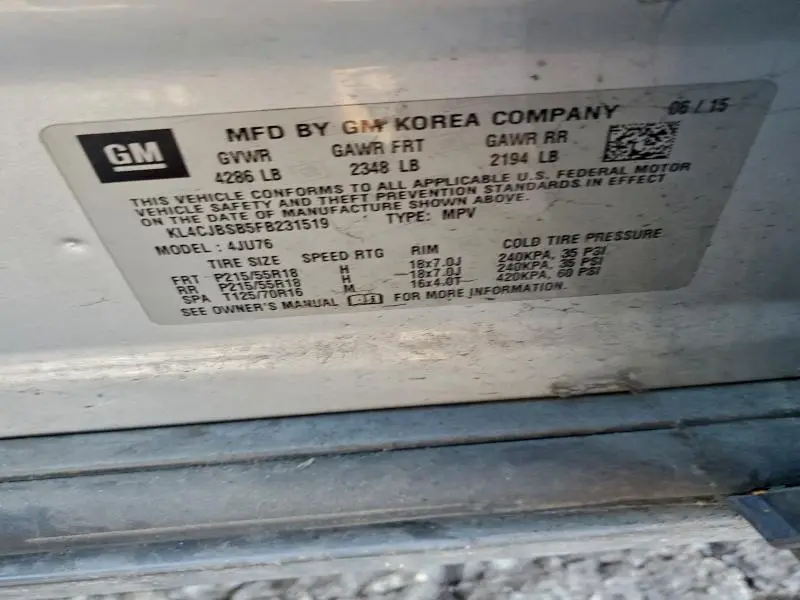 GM
MFD BY GM KOREA COMPANY 06 / 15
GVWR GAWR FRT GAWR RR
4286 LB 2348 LB 2194 LB
THIS VEHICLE CONFORMS TO ALL APPLICABLE U.S. FEDERAL MOTOR
VEHICLE SAFETY AND THEFT PREVENTION STANDARDS IN EFFECT
ON THE DATE OF MANUFACTURE SHOWN ABOVE.
KL4CJBSB5FB231519 TYPE: MPV
MODEL : 4JU76
TIRE SIZE SPEED RTG RIM COLD TIRE PRESSURE
FRT P215/55R18 H 18x7.0J 240KPA, 35 PSI
RR P215/55R18 H 18x7.0J 240KPA, 35 PSI
SPA T125/70R16 M 16x4.0T 420KPA, 60 PSI
SEE OWNER'S MANUAL FOR MORE INFORMATION.